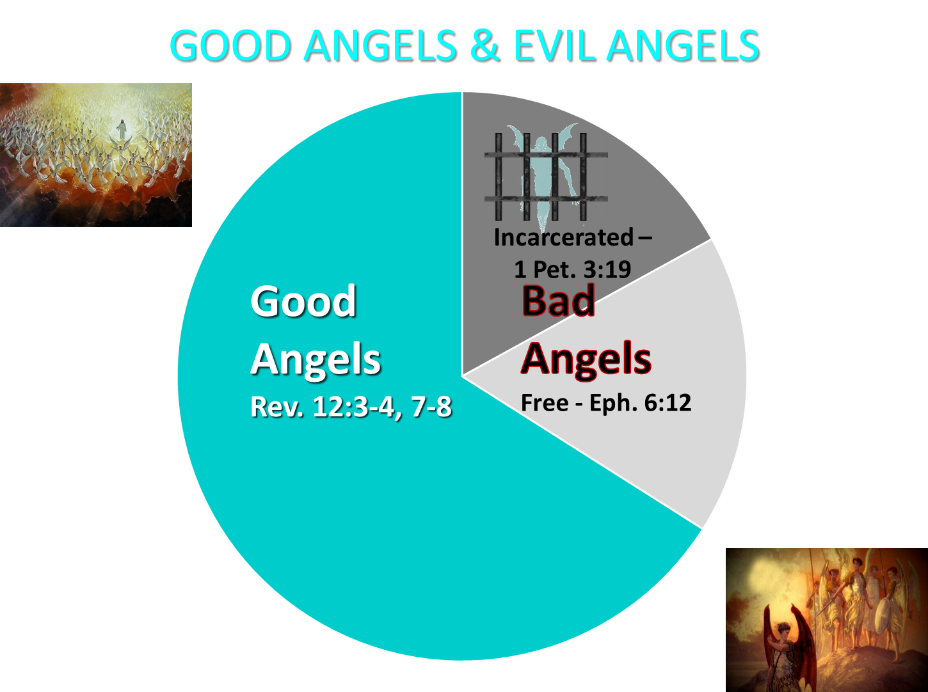 GOOD ANGELS & EVIL ANGELS
Incarcerated –
1 Pet. 3:19
Good
Angels
Rev. 12:3-4, 7-8
Bad
Angels
Free - Eph. 6:12